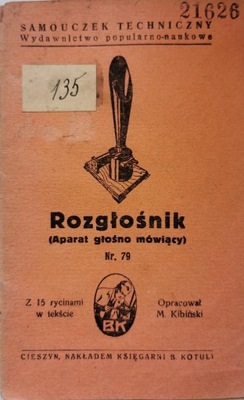 21626
SAMOUCZEK TECHNICZNY
Wydawnictwo popularno-naukowe
135
Rozgłośnik
(Aparat głośno mówiący)
Nr. 79
Z 15 rycinami
w tekście
BK
Opracował
M. Kibiński
CIESZYN, NAKŁADEM KSIĘGARNI B. KOTULI